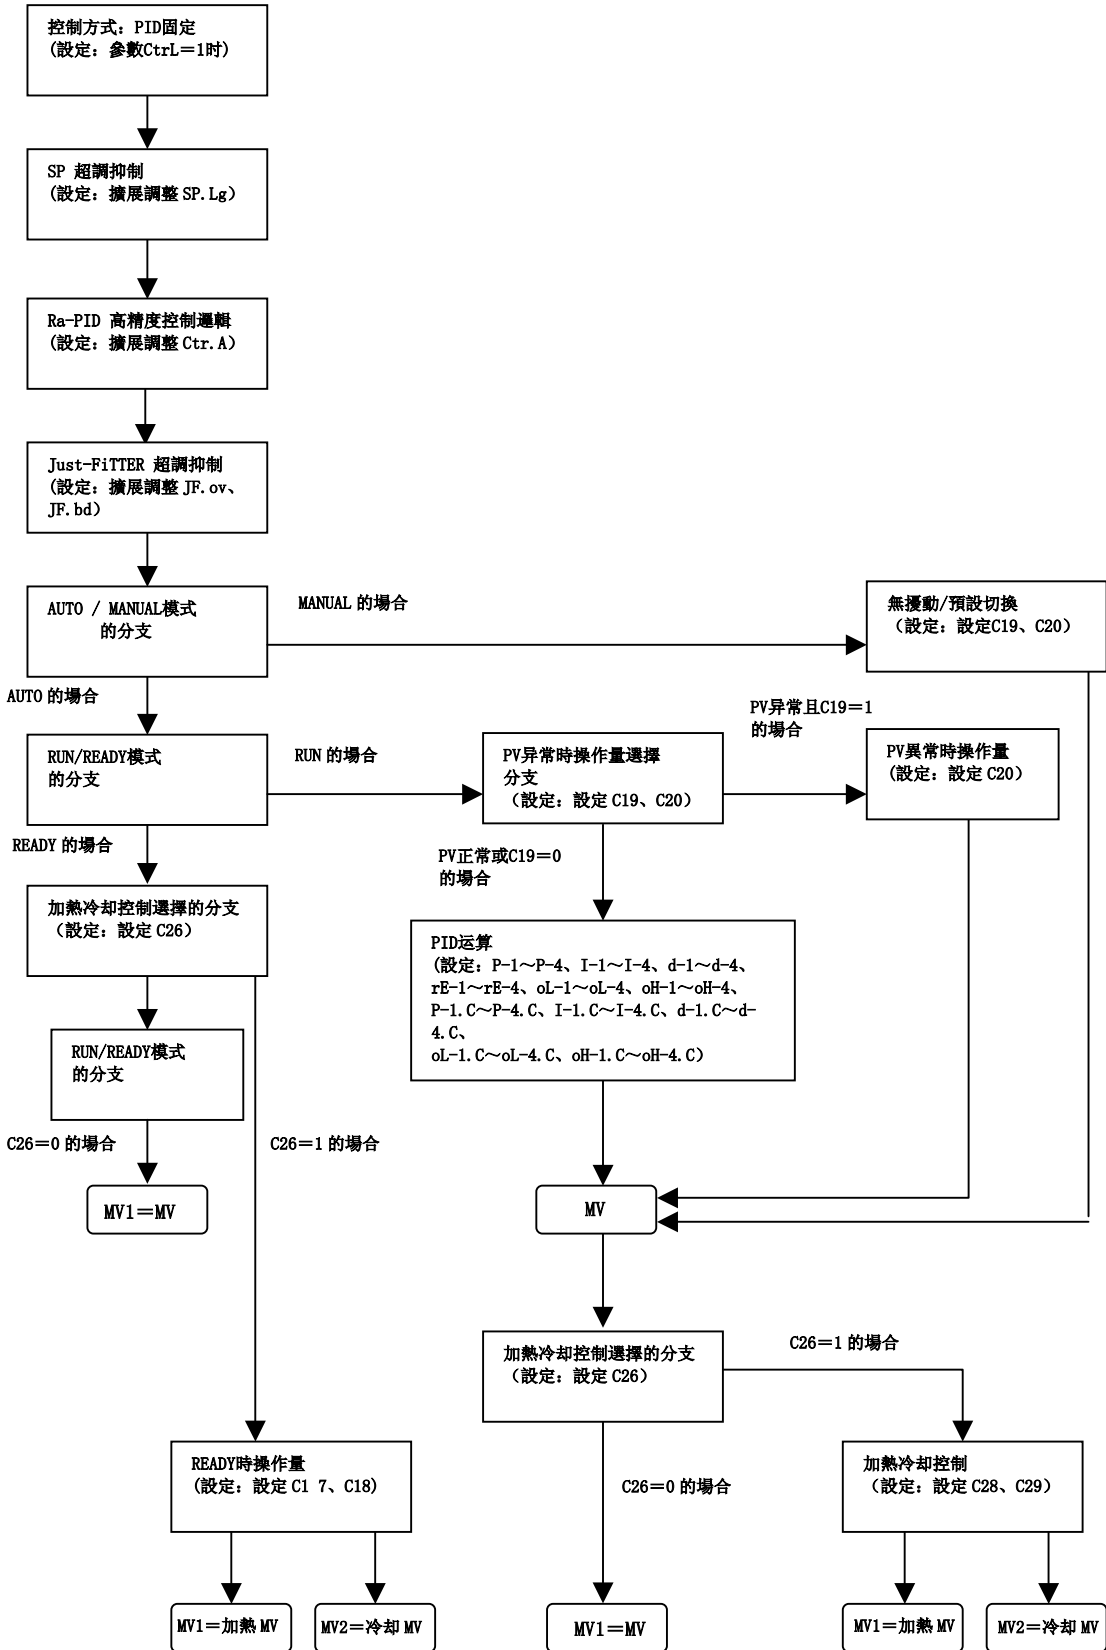 控制方式：PID固定
(設定：參數CtrL＝1时)
SP 超調抑制
(設定：擴展調整 SP.Lg)
Ra-PID 高精度控制邏輯
(設定：擴展調整 Ctr.A)
Just-FiTTER 超調抑制
(設定：擴展調整 JF.ov、
JF.bd)
AUTO / MANUAL模式
的分支
MANUAL 的場合
無擾動/預設切換
（設定：設定C19、C20）
AUTO 的場合
RUN/READY模式
的分支
RUN 的場合
PV异常時操作量選擇
分支
（設定：設定 C19、C20）
PV异常且C19＝1
的場合
PV異常時操作量
(設定：設定 C20）
READY 的場合
PV正常或C19＝0
的場合
加熱冷却控制選擇的分支
（設定：設定 C26）
PID运算
(設定：P-1～P-4、I-1～I-4、d-1～d-4、
rE-1～rE-4、oL-1～oL-4、oH-1～oH-4、
P-1.C～P-4.C、I-1.C～I-4.C、d-1.C～d-
4.C、
oL-1.C～oL-4.C、oH-1.C～oH-4.C）
RUN/READY模式
的分支
C26＝0 的場合
C26＝1 的場合
MV1＝MV
MV
加熱冷却控制選擇的分支
（設定：設定 C26）
C26＝1 的場合
READY時操作量
(設定：設定 C1 7、C18)
C26＝0 的場合
加熱冷却控制
（設定：設定 C28、C29）
MV1＝加熱 MV
MV2＝冷却 MV
MV1＝MV
MV1＝加熱 MV
MV2＝冷却 MV